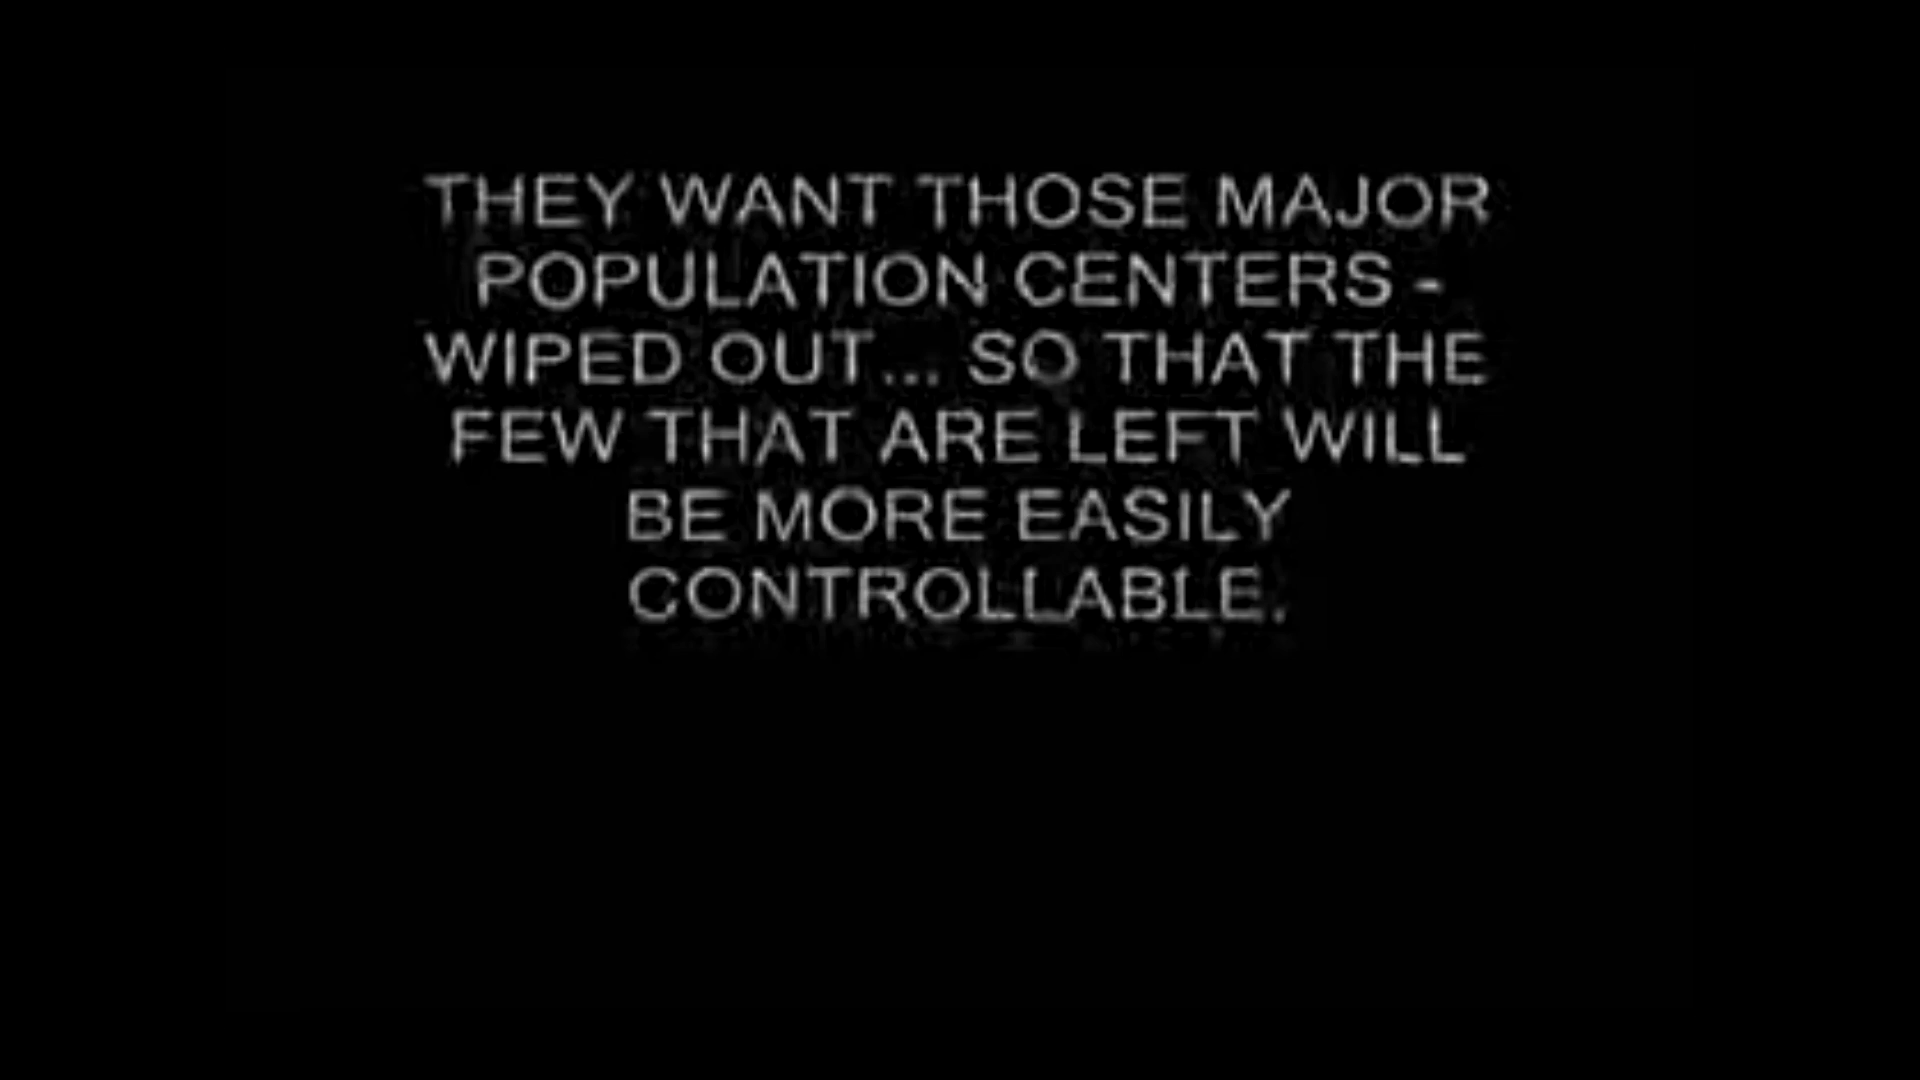 THEY WANT THOSE MAJOR
POPULATION CENTERS -
WIPED OUT... SO THAT THE
FEW THAT ARE LEFT WILL
BE MORE EASILY
CONTROLLABLE.